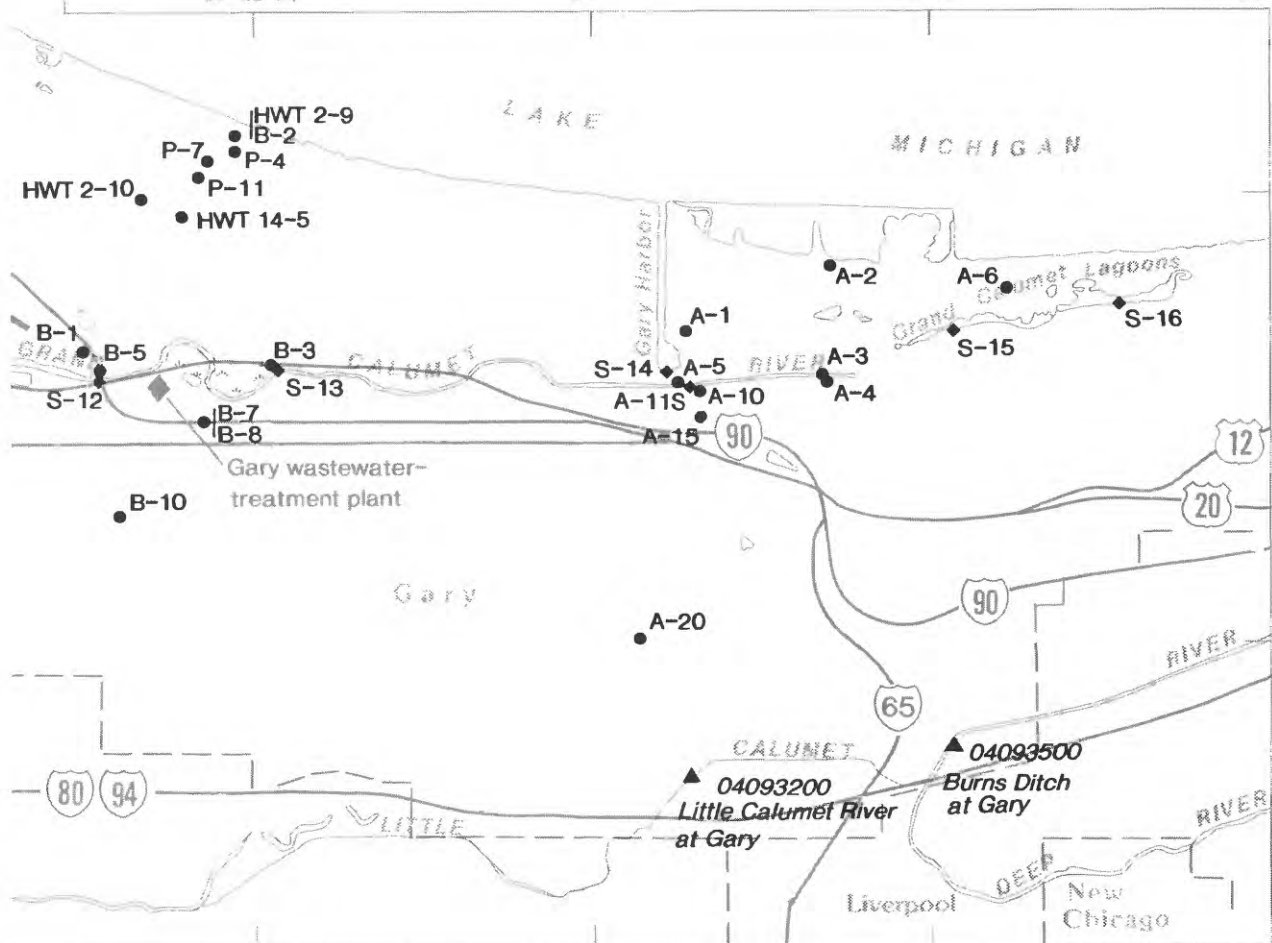 HWT 2-9
B-2
P-7
P-4
P-11
HWT 2-10
HWT 14-5
LAKE
MICHIGAN
Gary Harbor
A-2
A-6
Grand Calumet Lagoons
S-16
S-15
A-1
B-1
B-5
GRAND
B-3
CALUMET
S-14
A-5
RIVER
A-3
S-12
S-13
A-11S
A-10
A-4
B-7
B-8
A-15
90
12
Gary wastewater-
treatment plant
20
B-10
Gary
90
A-20
RIVER
65
CALUMET
04093500
Burns Ditch
at Gary
80
94
04093200
Little Calumet River
at Gary
LITTLE
RIVER
DEEP
Liverpool
New
Chicago